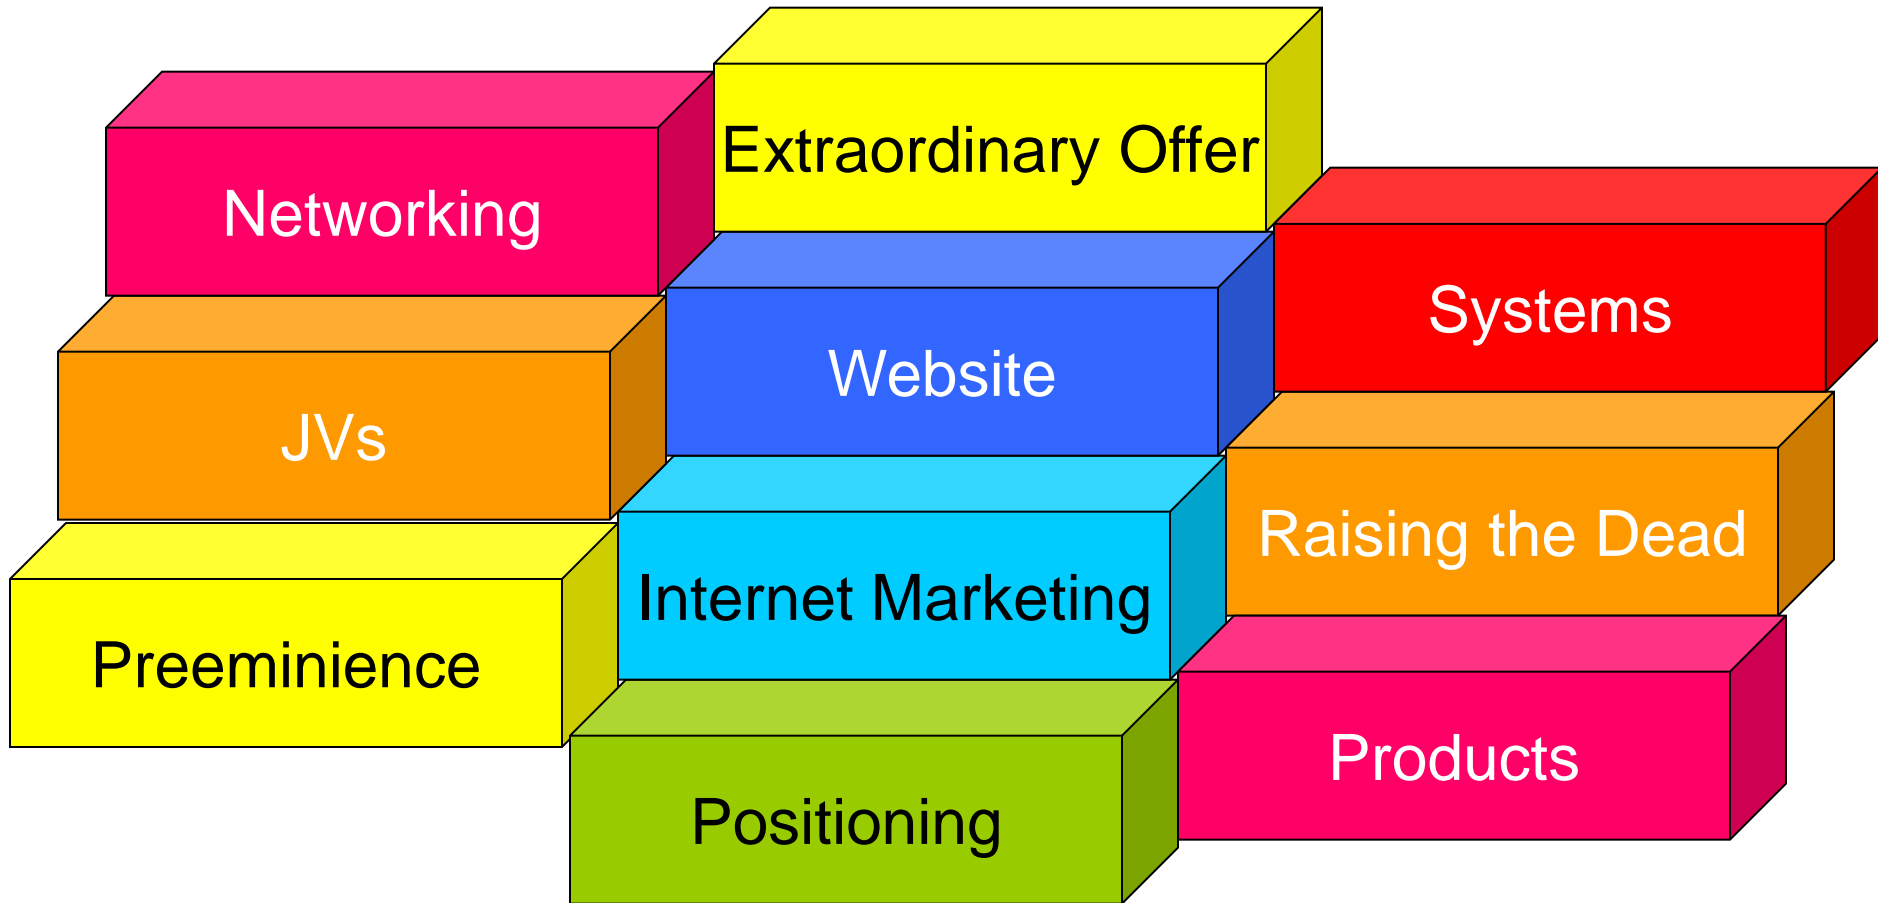 Extraordinary Offer
Networking
Systems
Website
JVs
Raising the Dead
Internet Marketing
Preeminience
Products
Positioning